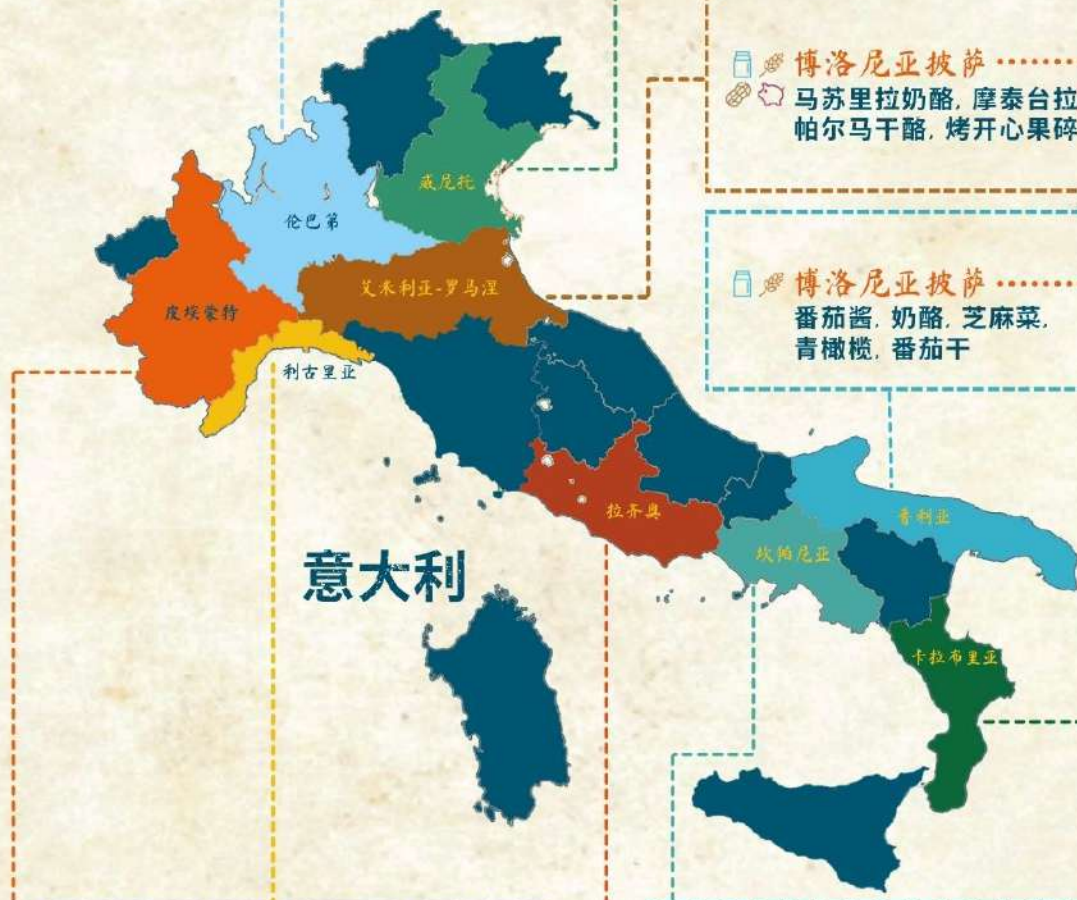 博洛尼亚披萨
马苏里拉奶酪, 摩泰台拉
帕尔马干酪, 烤开心果碎
威尼托
伦巴第
博洛尼亚披萨
番茄酱, 奶酪, 芝麻菜,
青橄榄, 番茄干
艾米利亚-罗马涅
皮埃蒙特
利古里亚
拉齐奥
普利亚
坎帕尼亚
意大利
卡拉布里亚